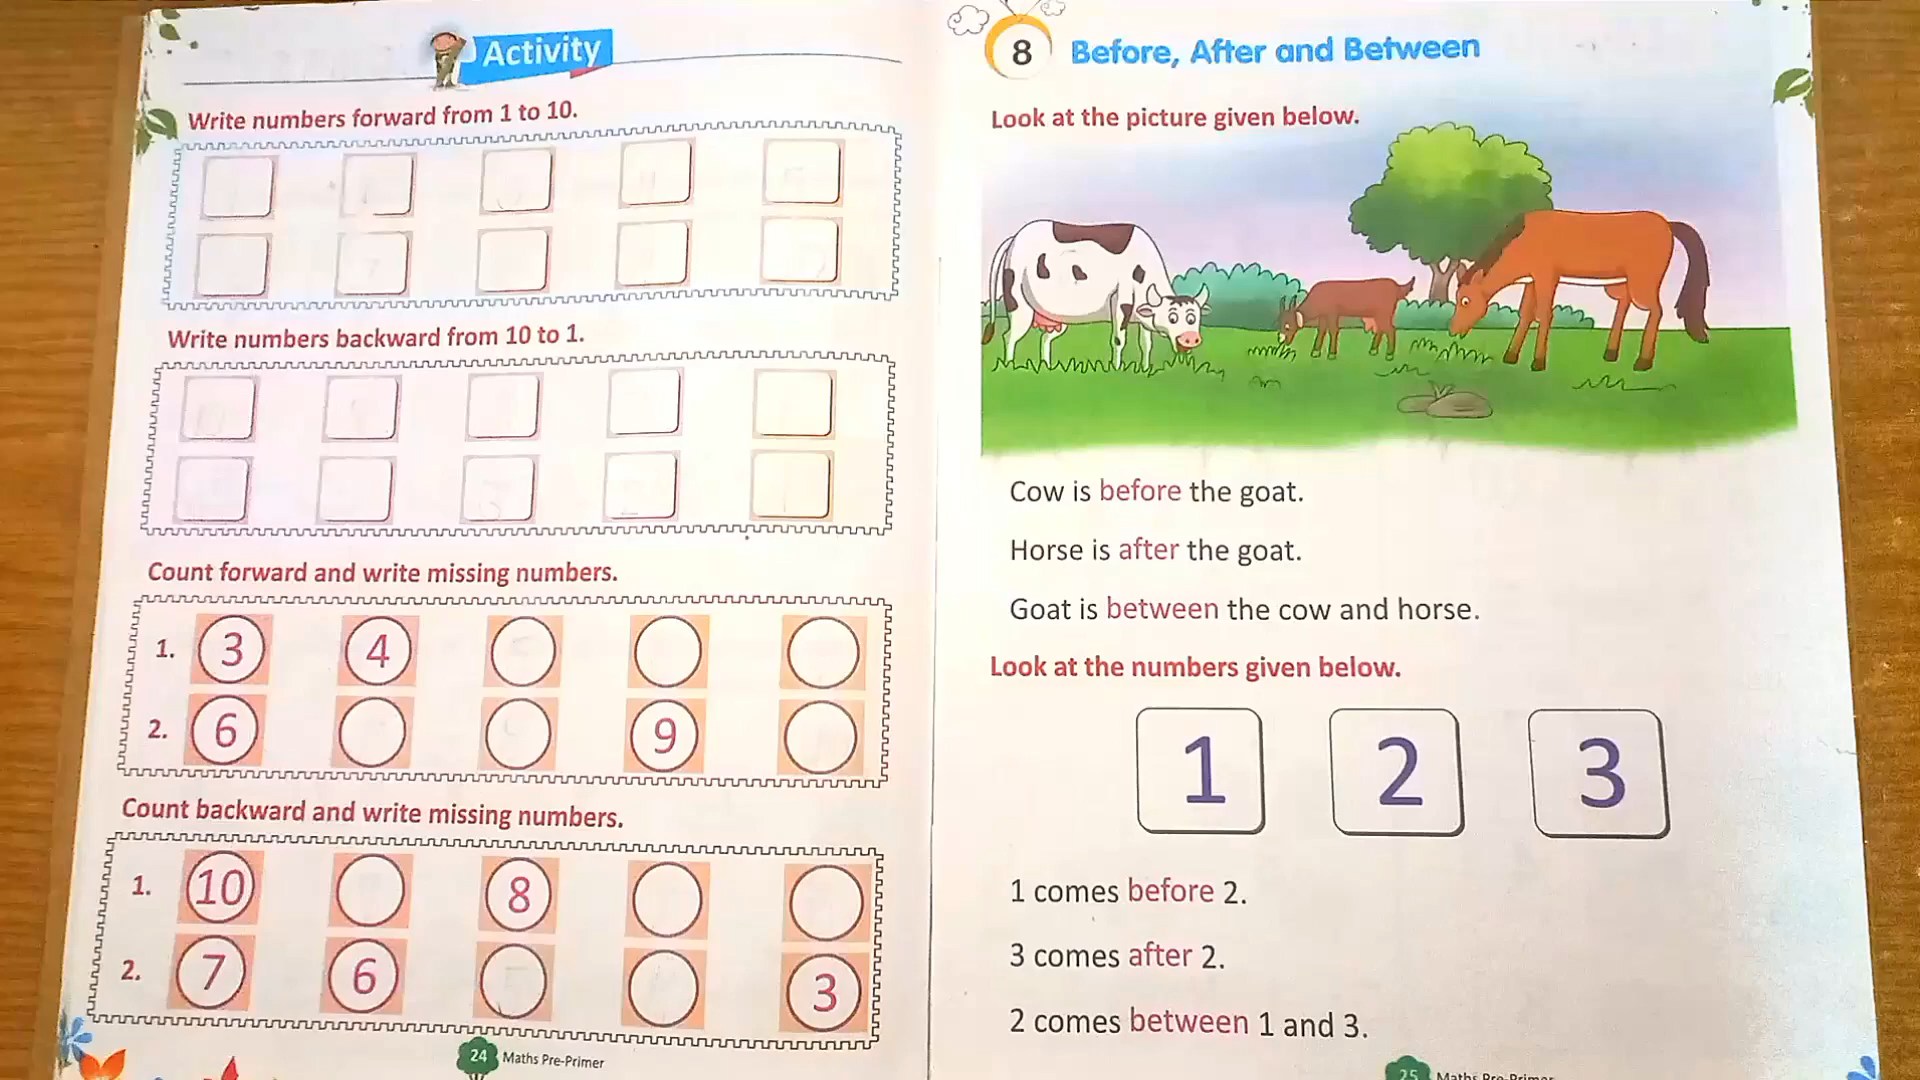 Activity
Write numbers forward from 1 to 10.
Write numbers backward from 10 to 1.
Count forward and write missing numbers.
1. 3 4
2. 6 9
Count backward and write missing numbers.
1. 10 8
2. 7 6 3
24 Maths Pre-Primer
8 Before, After and Between
Look at the picture given below.
Cow is before the goat.
Horse is after the goat.
Goat is between the cow and horse.
Look at the numbers given below.
1 2 3
1 comes before 2.
3 comes after 2.
2 comes between 1 and 3.
25 Maths Pre-Primer